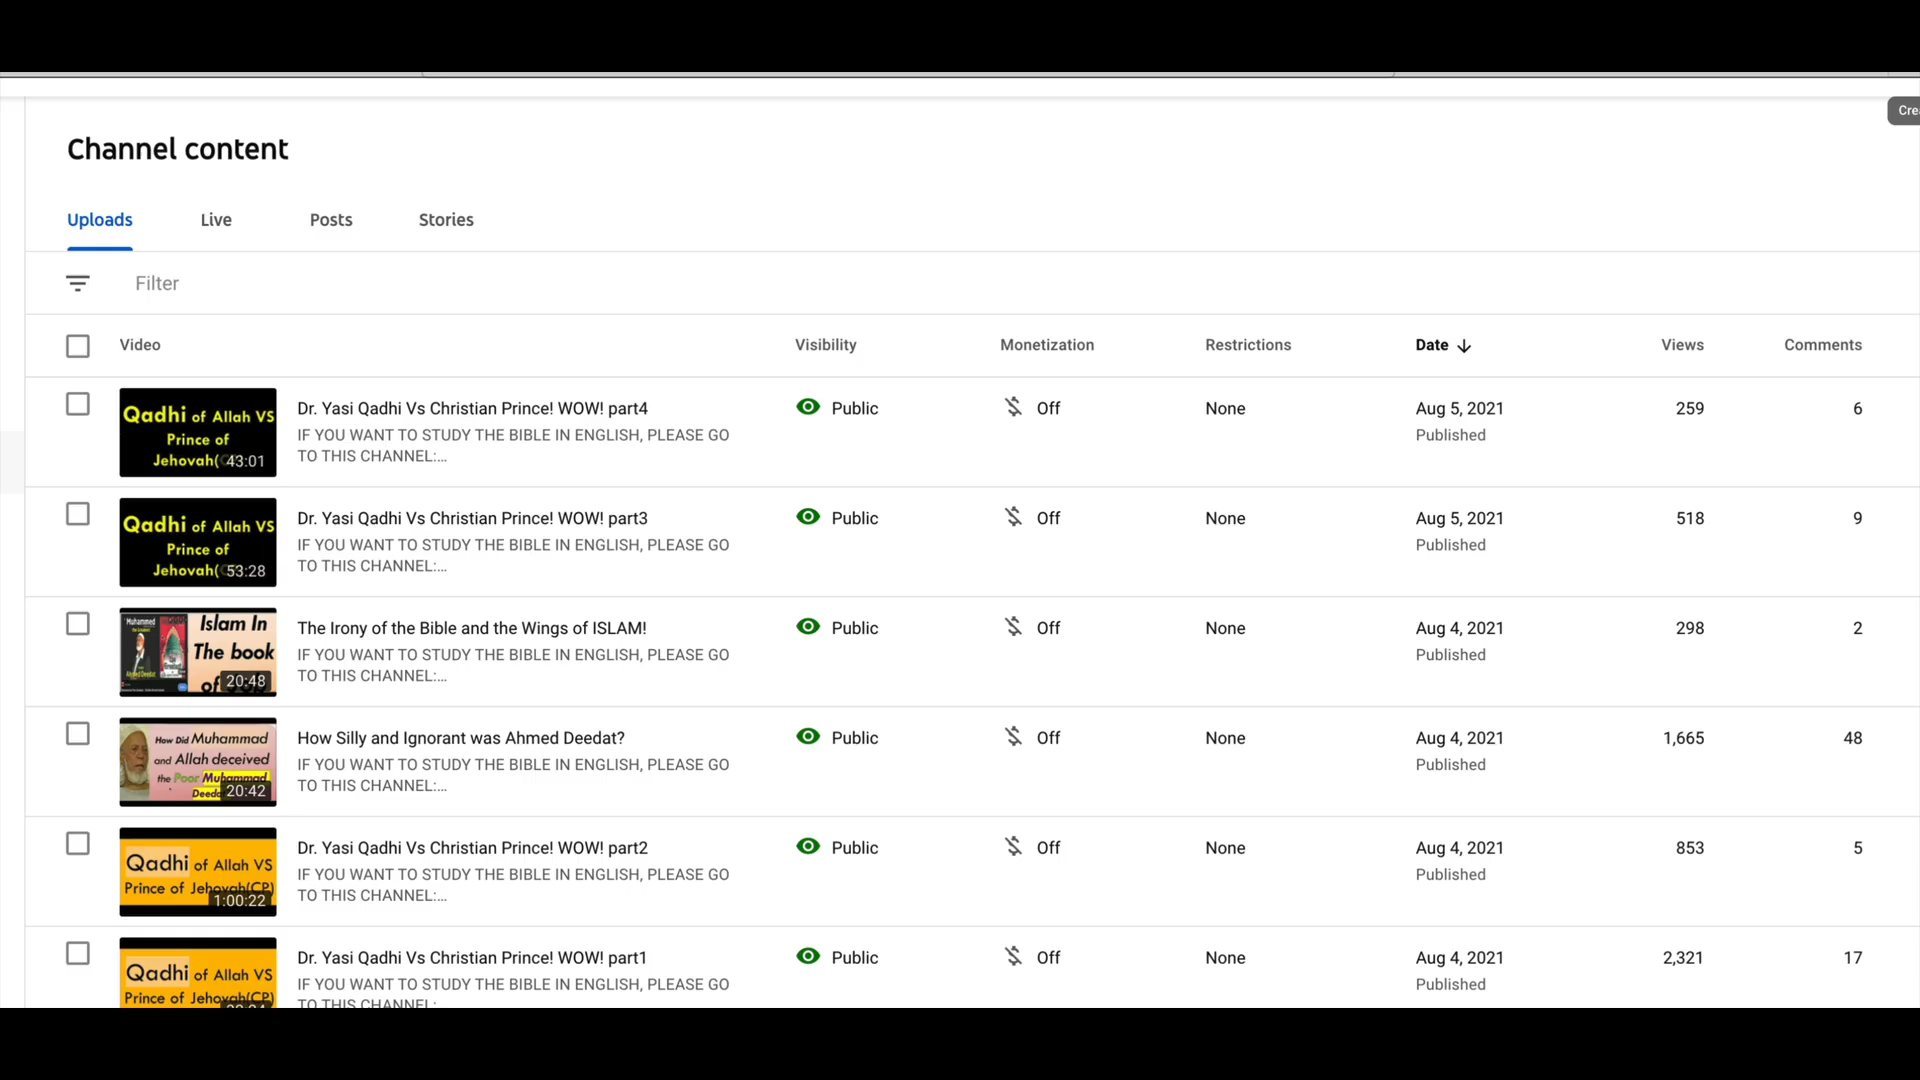 Cre
Channel content
Uploads Live Posts Stories
Filter
Video Visibility Monetization Restrictions Date Views Comments
Qadhi of Allah VS
Prince of
Jehovah(
43:01
Dr. Yasi Qadhi Vs Christian Prince! WOW! part4
IF YOU WANT TO STUDY THE BIBLE IN ENGLISH, PLEASE GO
TO THIS CHANNEL:...
Public Off None Aug 5, 2021 259 6
Published
Qadhi of Allah VS
Prince of
Jehovah(
53:28
Dr. Yasi Qadhi Vs Christian Prince! WOW! part3
IF YOU WANT TO STUDY THE BIBLE IN ENGLISH, PLEASE GO
TO THIS CHANNEL:...
Public Off None Aug 5, 2021 518 9
Published
Muhammed
Islam In
The book
of
20:48
The Irony of the Bible and the Wings of ISLAM!
IF YOU WANT TO STUDY THE BIBLE IN ENGLISH, PLEASE GO
TO THIS CHANNEL:...
Public Off None Aug 4, 2021 298 2
Published
How Did Muhammad
and Allah deceived
the Poor Muhammad
Deeda
20:42
How Silly and Ignorant was Ahmed Deedat?
IF YOU WANT TO STUDY THE BIBLE IN ENGLISH, PLEASE GO
TO THIS CHANNEL:...
Public Off None Aug 4, 2021 1,665 48
Published
Qadhi of Allah VS
Prince of Jehovah(CP)
1:00:22
Dr. Yasi Qadhi Vs Christian Prince! WOW! part2
IF YOU WANT TO STUDY THE BIBLE IN ENGLISH, PLEASE GO
TO THIS CHANNEL:...
Public Off None Aug 4, 2021 853 5
Published
Qadhi of Allah VS
Prince of Jehovah(CP)
Dr. Yasi Qadhi Vs Christian Prince! WOW! part1
IF YOU WANT TO STUDY THE BIBLE IN ENGLISH, PLEASE GO
TO THIS CHANNEL:
Public Off None Aug 4, 2021 2,321 17
Published